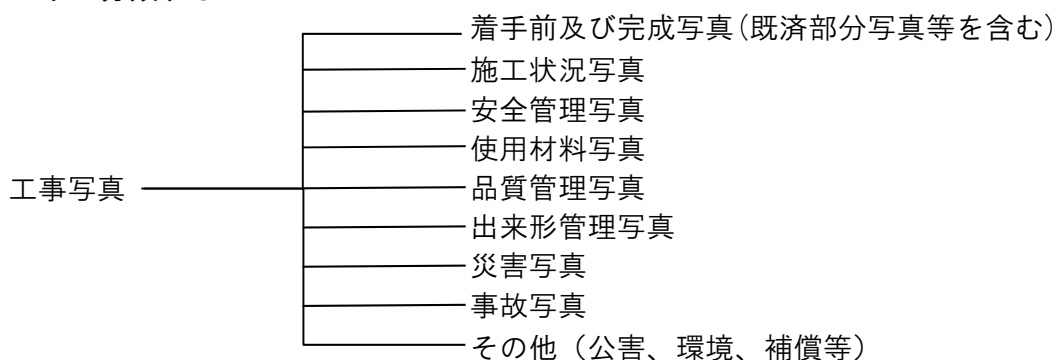 着手前及び完成写真(既済部分写真等を含む)
施工状況写真
安全管理写真
使用材料写真
工事写真
品質管理写真
出来形管理写真
災害写真
事故写真
その他（公害、環境、補償等）